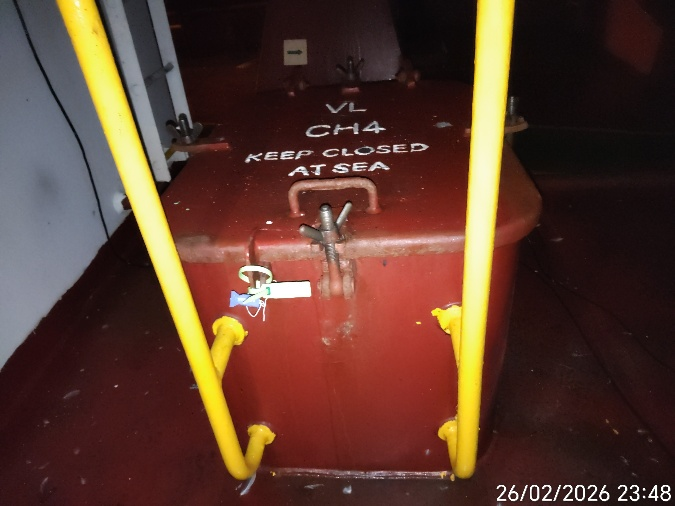 VL
CH4
KEEP CLOSED
AT SEA
26/02/2026 23:48